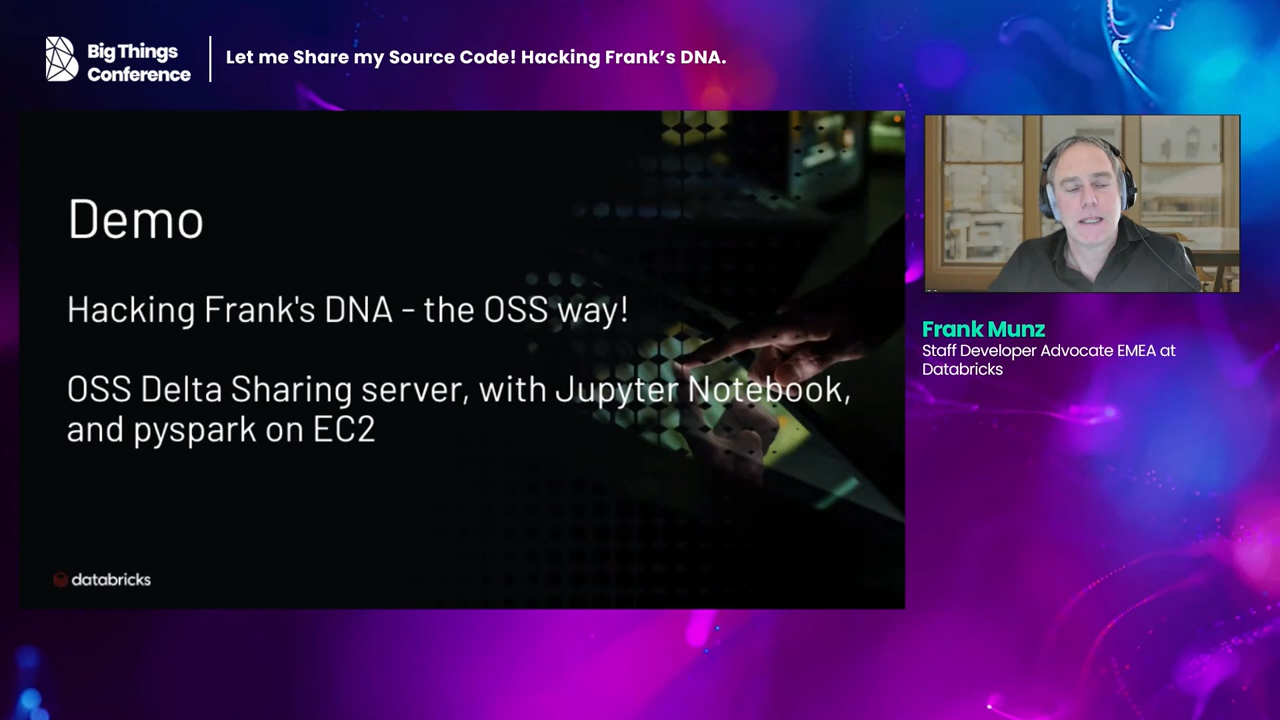 Big Things
Conference
Let me Share my Source Code! Hacking Frank’s DNA.
Demo
Hacking Frank's DNA - the OSS way!
OSS Delta Sharing server, with Jupyter Notebook,
and pyspark on EC2
databricks
Frank Munz
Staff Developer Advocate EMEA at
Databricks